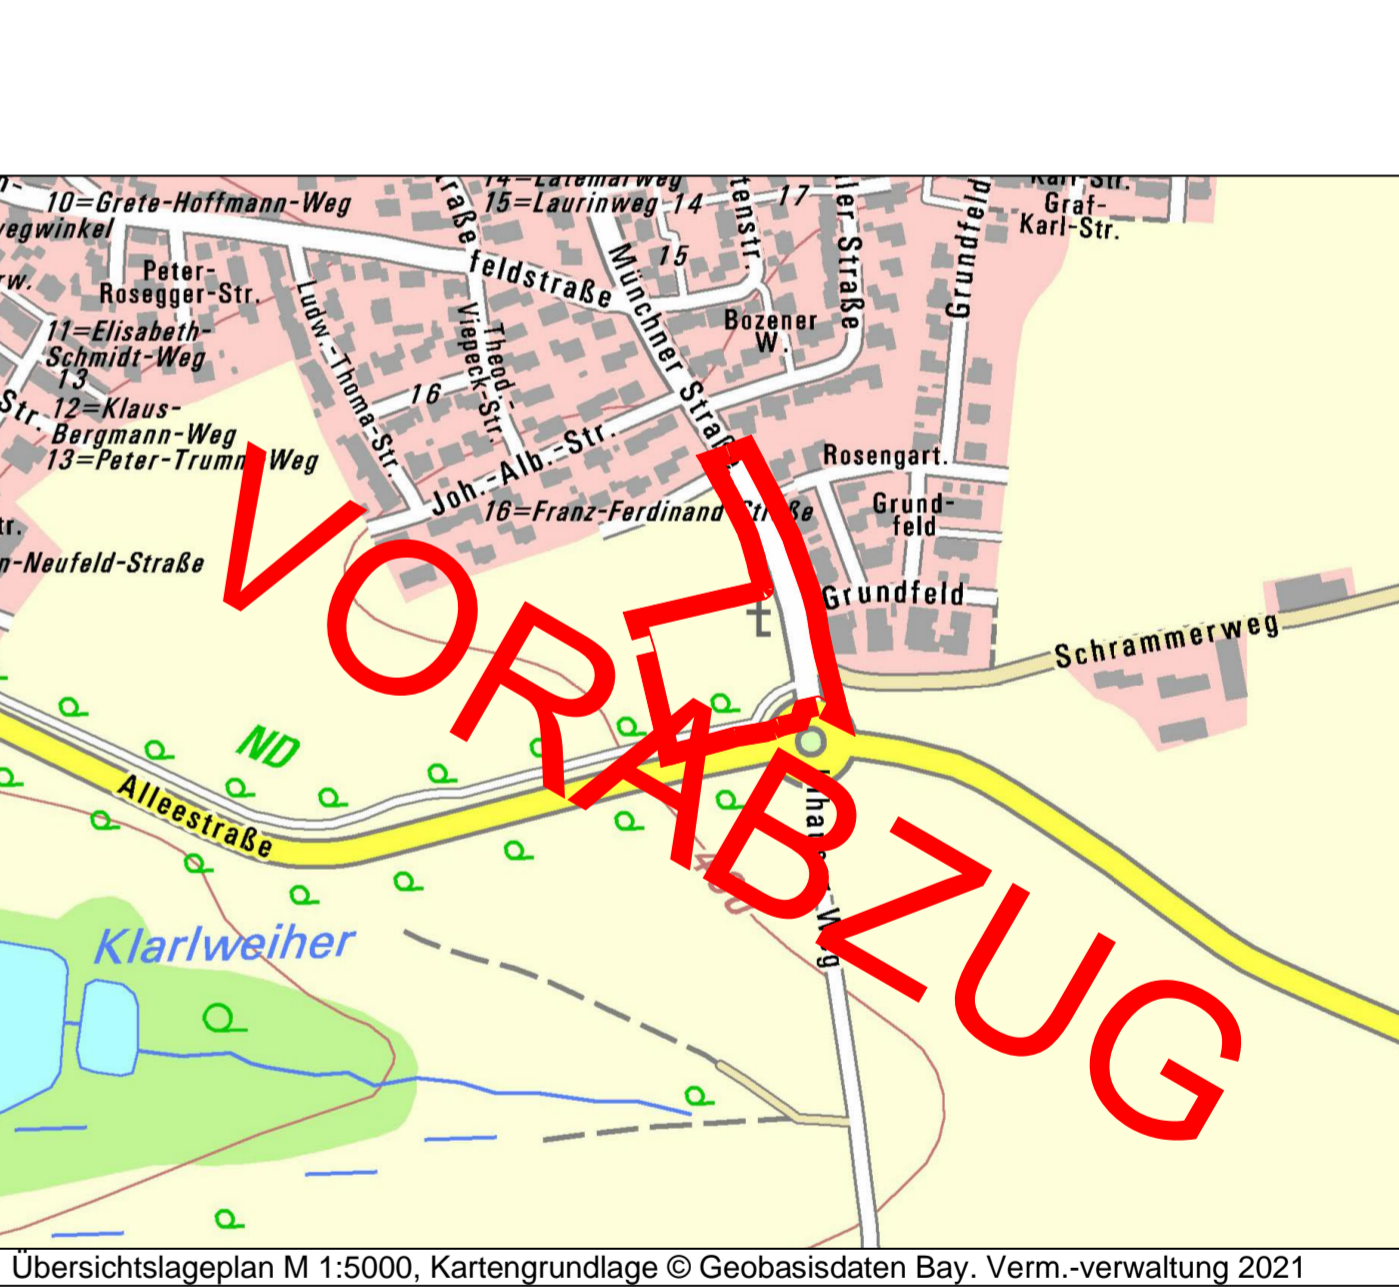 10=Grete-Hoffmann-Weg
14=Latemarweg
15=Laurinweg
14
17
Graf-
Karl-Str.
Peter-
Rosegger-Str.
feldstraße
Münchner Straße
15
Grundfeld
11=Elisabeth-
Schmidt-Weg
13
Str.
12=Klaus-
Bergmann-Weg
13=Peter-Trumm-Weg
Ludw.-Thoma-Str.
Theod.-
Viepeck-Str.
16
Bozener
W.
Joh.-Alb.-Str.
16=Franz-Ferdinand-Straße
Rosengart.
Grund-
feld
n-Neufeld-Straße
Grundfeld
Schrammerweg
ND
Alleestraße
Klarlweiher
VORABZUG
Übersichtslageplan M 1:5000, Kartengrundlage © Geobasisdaten Bay. Verm.-verwaltung 2021